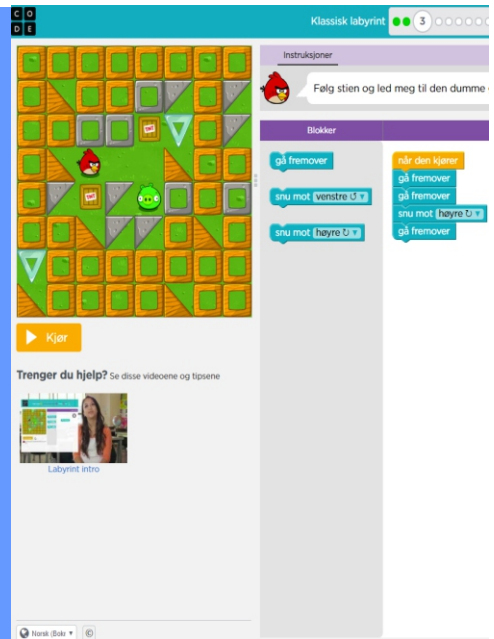 C O
D E
Klassisk labyrint
3
Instruksjoner
Følg stien og led meg til den dumme
Blokker
gå fremover
snu mot venstre ↺ ▼
snu mot høyre ↻ ▼
når den kjører
gå fremover
gå fremover
snu mot høyre ↻ ▼
gå fremover
TNT
TNT
Kjør
Trenger du hjelp? Se disse videoene og tipsene
Labyrint intro
Norsk (Bokr ▼ ©